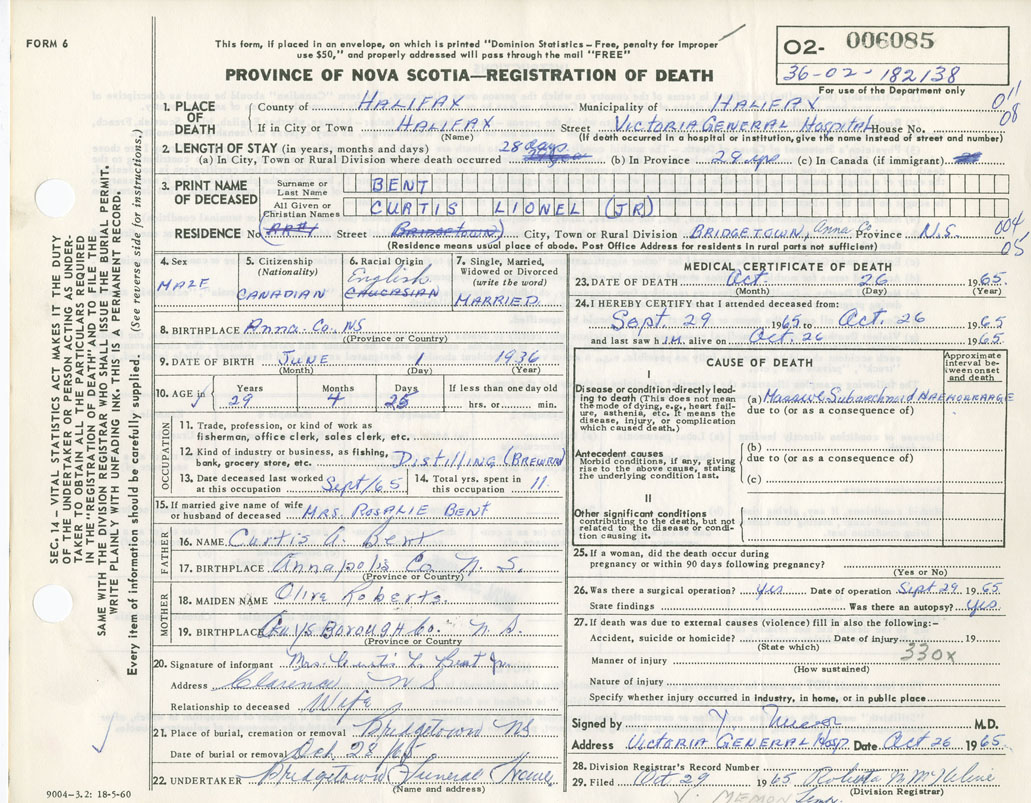 FORM 6
This form, if placed in an envelope, on which is printed "Dominion Statistics – Free, penalty for improper
use $50," and properly addressed will pass through the mail "FREE"
PROVINCE OF NOVA SCOTIA—REGISTRATION OF DEATH
02- 006085
36-02-182138
For use of the Department only
1. PLACE OF DEATH
County of HALIFAX Municipality of HALIFAX 011
If in City or Town HALIFAX Street VICTORIA GENERAL HOSPITAL House No. 08
(Name) (If death occurred in a hospital or institution, give the name instead of street and number)
2. LENGTH OF STAY (in years, months and days)
(a) In City, Town or Rural Division where death occurred 28 days (b) In Province 29 yrs (c) In Canada (if immigrant)
3. PRINT NAME OF DECEASED
Surname or Last Name BENT
All Given or Christian Names CURTIS LIONEL (JR)
RESIDENCE No. (RR#1) Street (BRIDGETOWN) City, Town or Rural Division BRIDGETOWN, Anna Co Province N.S. 004
(Residence means usual place of abode. Post Office Address for residents in rural parts not sufficient) 05
4. Sex MALE
5. Citizenship (Nationality) CANADIAN
6. Racial Origin English CAUCASIAN
7. Single, Married, Widowed or Divorced (write the word) MARRIED
8. BIRTHPLACE Anna. Co. NS
(Province or Country)
9. DATE OF BIRTH JUNE 1 1936
(Month) (Day) (Year)
10. AGE Years 29 Months 4 Days 25 If less than one day old
hrs. or min.
OCCUPATION
11. Trade, profession, or kind of work as
fisherman, office clerk, sales clerk, etc.
12. Kind of industry or business, as fishing,
bank, grocery store, etc. DISTILLING
13. Date deceased last worked at this occupation Sept/65
14. Total yrs. spent in this occupation 11
15. If married give name of wife
or husband of deceased MRS. ROSALIE BENT
FATHER
16. NAME Curtis A. Bent
17. BIRTHPLACE Annapolis Co. N.S.
(Province or Country)
MOTHER
18. MAIDEN NAME Olive Roberts.
19. BIRTHPLACE Guysborough Co. N.S.
(Province or Country)
20. Signature of informant Mrs. Curtis L. Bent Jr.
Address Clarence NS
Relationship to deceased Wife
21. Place of burial, cremation or removal Bridgetown NS
Date of burial or removal Oct. 28/65
22. UNDERTAKER Bridgetown Funeral Home
(Name and address)
MEDICAL CERTIFICATE OF DEATH
23. DATE OF DEATH Oct. 26 1965
(Month) (Day) (Year)
24. I HEREBY CERTIFY that I attended deceased from:
Sept. 29 1965 to Oct. 26 1965
and last saw him alive on Oct. 26 1965
CAUSE OF DEATH
Approximate interval between onset and death
I
Disease or condition directly leading to death (This does not mean the mode of dying, e.g., heart failure, asthenia, etc. It means the disease, injury, or complication which caused death.)
(a) Massive Subarachnoid HAEMORRHAGE
due to (or as a consequence of)
Antecedent causes
Morbid conditions, if any, giving rise to the above cause, stating the underlying condition last.
(b)
due to (or as a consequence of)
(c)
II
Other significant conditions
contributing to the death, but not related to the disease or condition causing it.
25. If a woman, did the death occur during
pregnancy or within 90 days following pregnancy?
(Yes or No)
26. Was there a surgical operation? yes Date of operation Sept 29 1965
State findings Was there an autopsy? yes.
27. If death was due to external causes (violence) fill in also the following:–
Accident, suicide or homicide? Date of injury 19
(State which) 330x
Manner of injury
(How sustained)
Nature of injury
Specify whether injury occurred in industry, in home, or in public place
Signed by Y. M.D.
Address VICTORIA GENERAL Hosp. Date Oct 26 1965
28. Division Registrar's Record Number
29. Filed Oct 29 1965 Roberta
(Division Registrar)
Y. MEMON
SEC. 14 – VITAL STATISTICS ACT MAKES IT THE DUTY
OF THE UNDERTAKER OR PERSON ACTING AS UNDER-
TAKER TO OBTAIN ALL THE PARTICULARS REQUIRED
IN THE "REGISTRATION OF DEATH" AND TO FILE THE
SAME WITH THE DIVISION REGISTRAR WHO SHALL ISSUE THE BURIAL PERMIT.
WRITE PLAINLY WITH UNFADING INK. THIS IS A PERMANENT RECORD.
Every item of information should be carefully supplied. (See reverse side for instructions.)
9004–3.2: 18-5-60